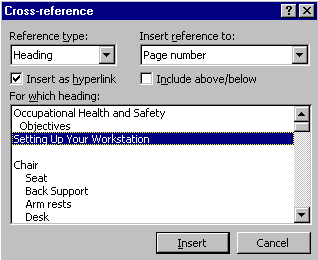 Cross-reference
Reference type: Insert reference to:
Heading Page number
Insert as hyperlink Include above/below
For which heading:
Occupational Health and Safety
Objectives
Setting Up Your Workstation
Chair
Seat
Back Support
Arm rests
Desk
Insert Cancel